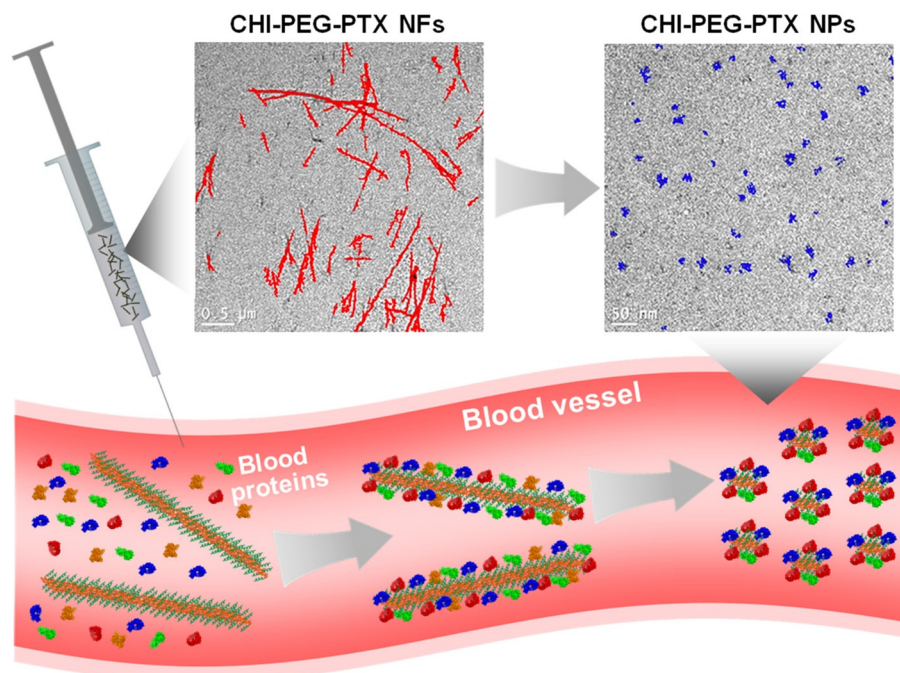 CHI-PEG-PTX NFs
CHI-PEG-PTX NPs
0.5 µm
50 nm
Blood vessel
Blood
proteins